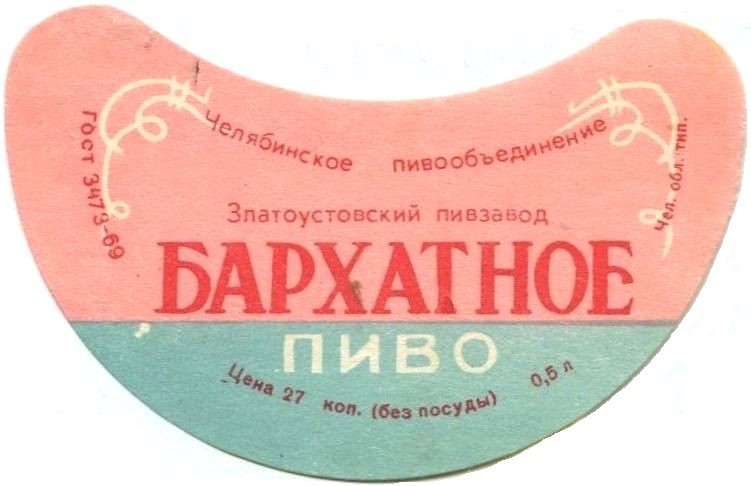 Челябинское пивообъединение
ГОСТ 3473-69
Чел. обл. тип.
Златоустовский пивзавод
БАРХАТНОЕ
ПИВО
Цена 27 коп. (без посуды) 0,5 л